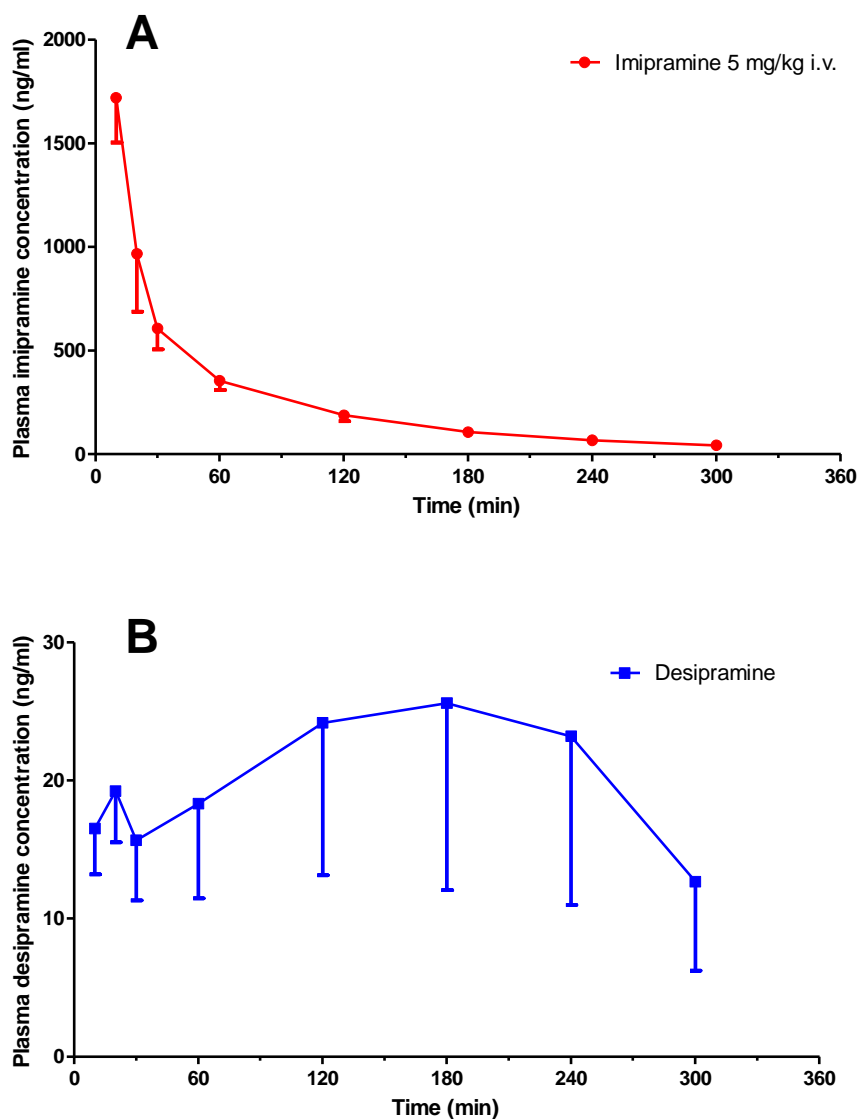 A
Imipramine 5 mg/kg i.v.
Plasma imipramine concentration (ng/ml)
2000
1500
1000
500
0
0 60 120 180 240 300 360
Time (min)
B
Desipramine
Plasma desipramine concentration (ng/ml)
30
20
10
0
0 60 120 180 240 300 360
Time (min)